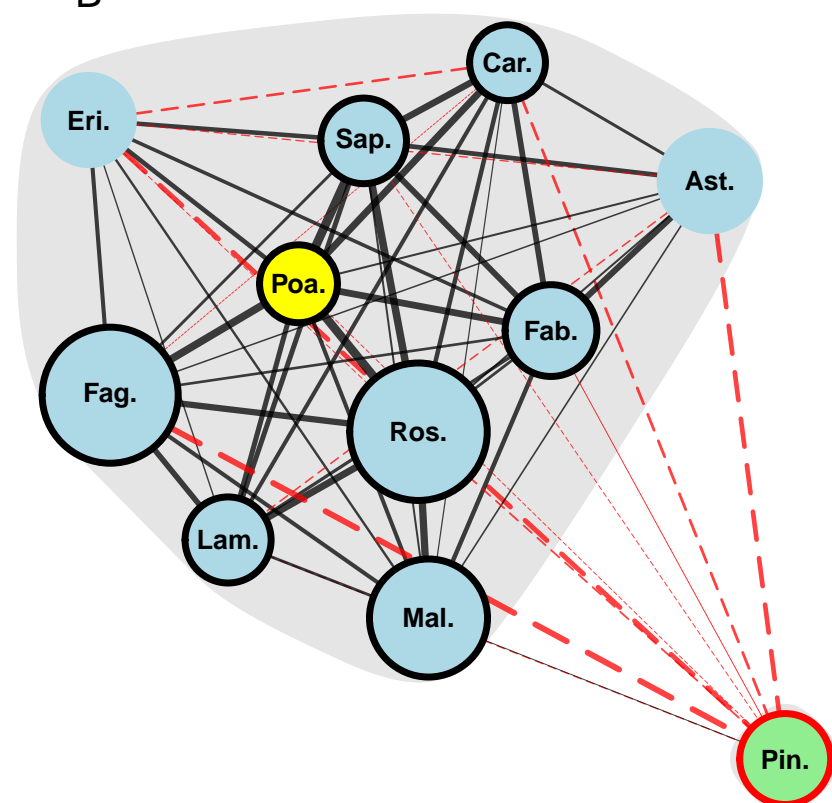 B
Car.
Eri.
Sap.
Ast.
Poa.
Fab.
Fag.
Ros.
Lam.
Mal.
Pin.